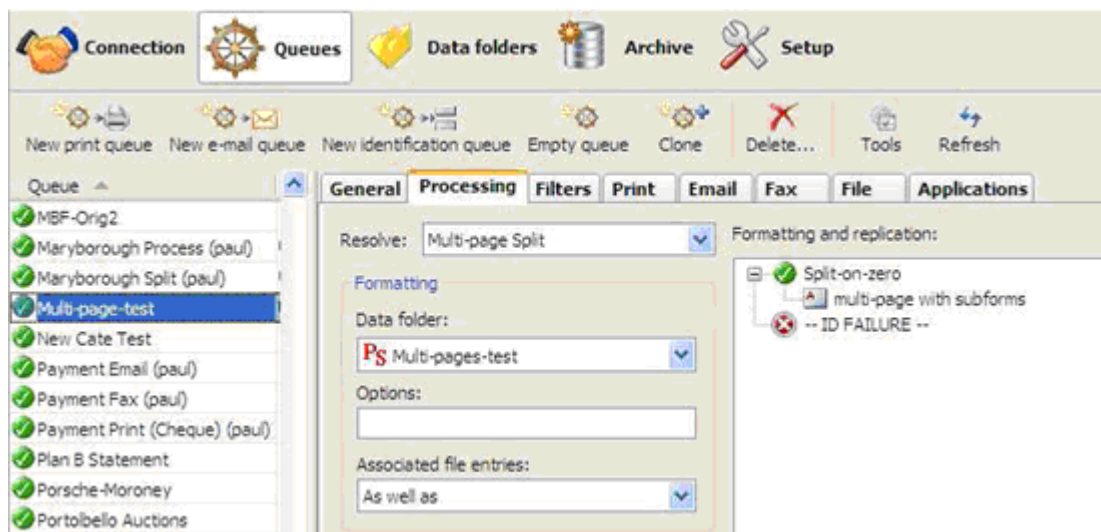 Connection Queues Data folders Archive Setup
New print queue New e-mail queue New identification queue Empty queue Clone Delete... Tools Refresh
Queue
MBF-Orig2
Maryborough Process (paul)
Maryborough Split (paul)
Multi-page-test
New Cate Test
Payment Email (paul)
Payment Fax (paul)
Payment Print (Cheque) (paul)
Plan B Statement
Porsche-Moroney
Portolbello Auctions
General Processing Filters Print Email Fax File Applications
Resolve: Multi-page Split
Formatting
Data folder:
PS Multi-pages-test
Options:
Associated file entries:
As well as
Formatting and replication:
Split-on-zero
A multi-page with subforms
-- ID FAILURE --